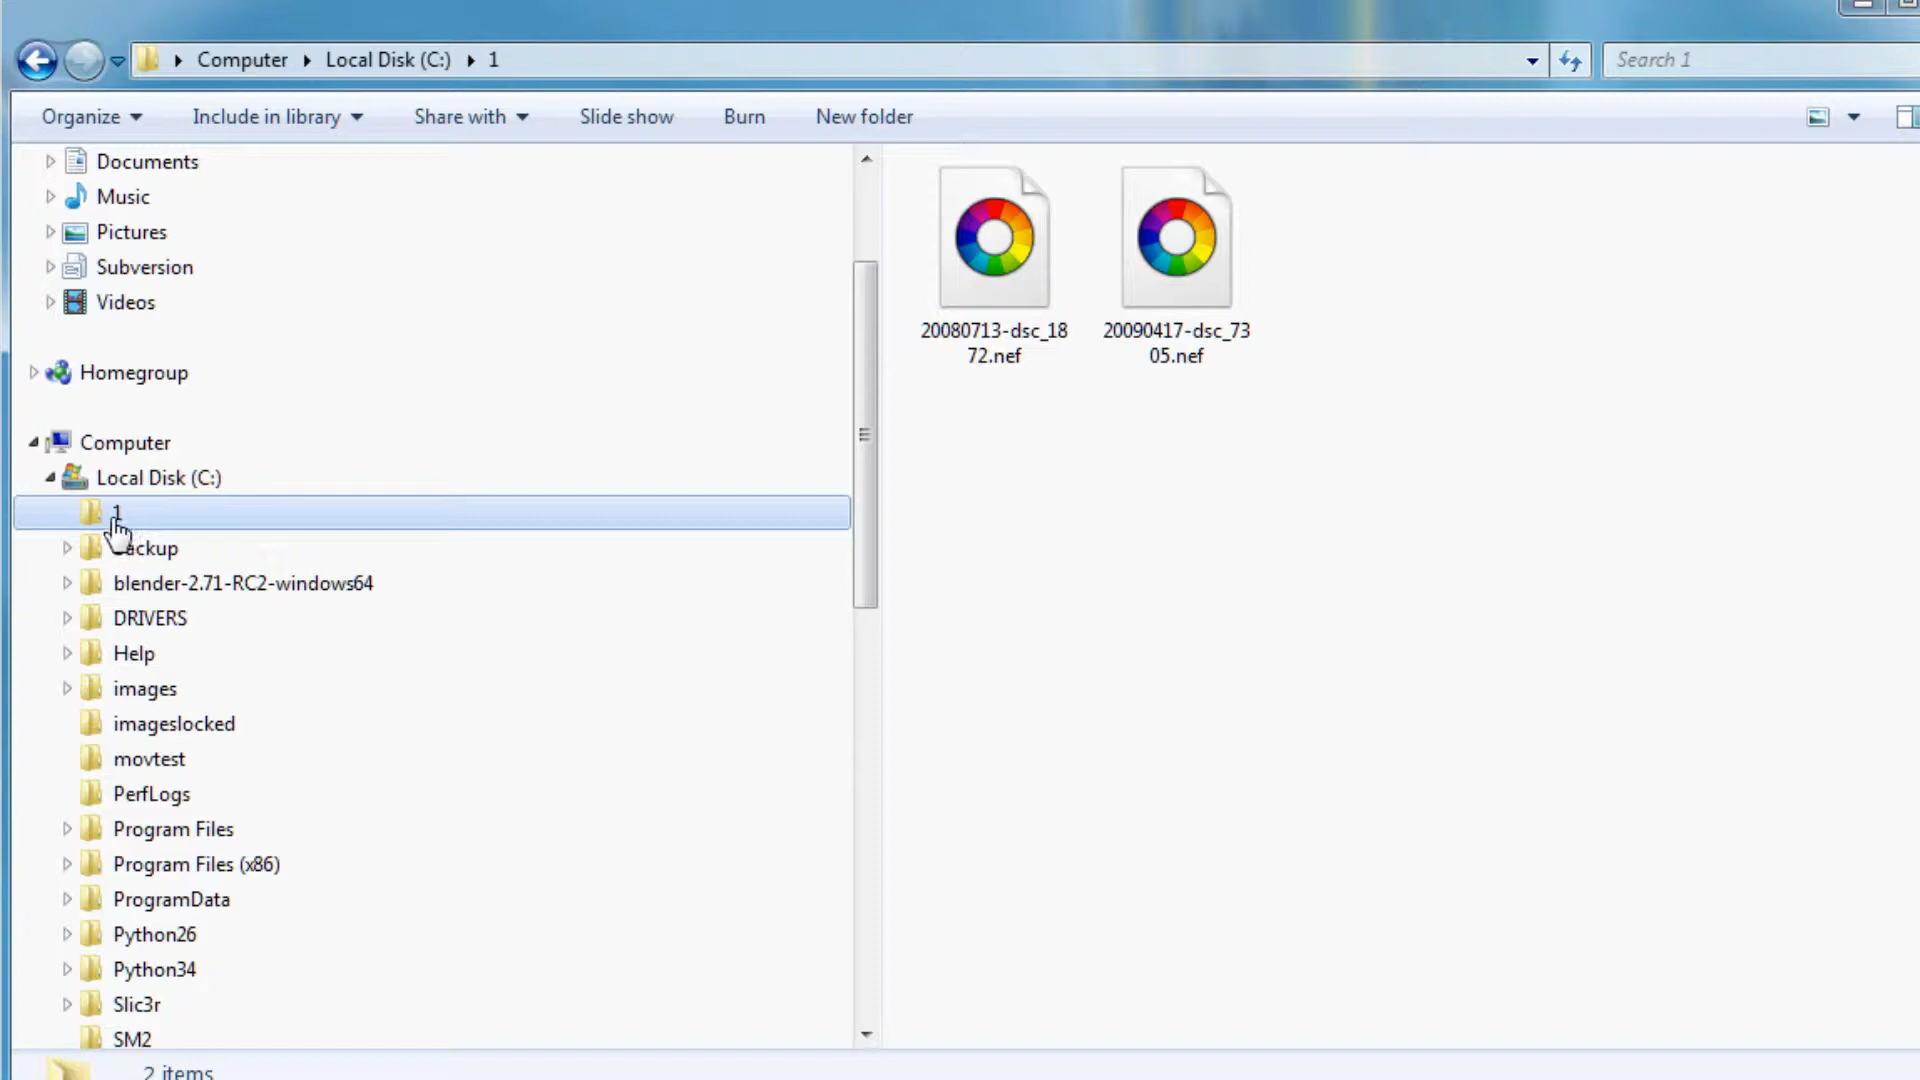 Computer Local Disk (C:) 1
Search 1
Organize Include in library Share with Slide show Burn New folder
Documents
Music
Pictures
Subversion
Videos
Homegroup
Computer
Local Disk (C:)
1
blender-2.71-RC2-windows64
DRIVERS
Help
images
imageslocked
movtest
PerfLogs
Program Files
Program Files (x86)
ProgramData
Python26
Python34
Slic3r
SM2
20080713-dsc_18
72.nef
20090417-dsc_73
05.nef
2 items